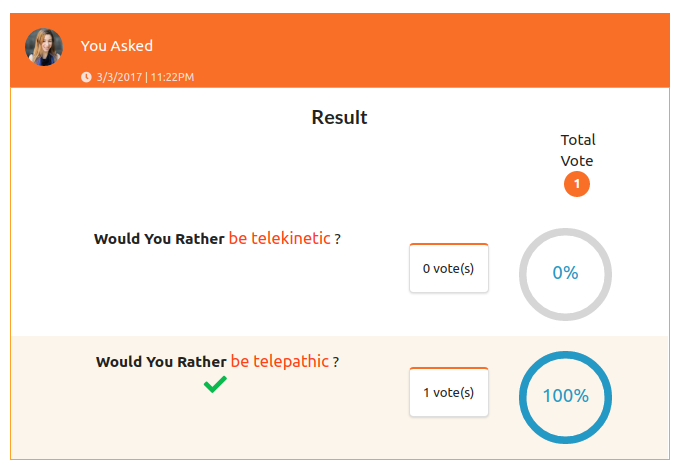 You Asked
3/3/2017 | 11:22PM
Result
Total
Vote
1
Would You Rather be telekinetic ?
0 vote(s)
0%
Would You Rather be telepathic ?
1 vote(s)
100%